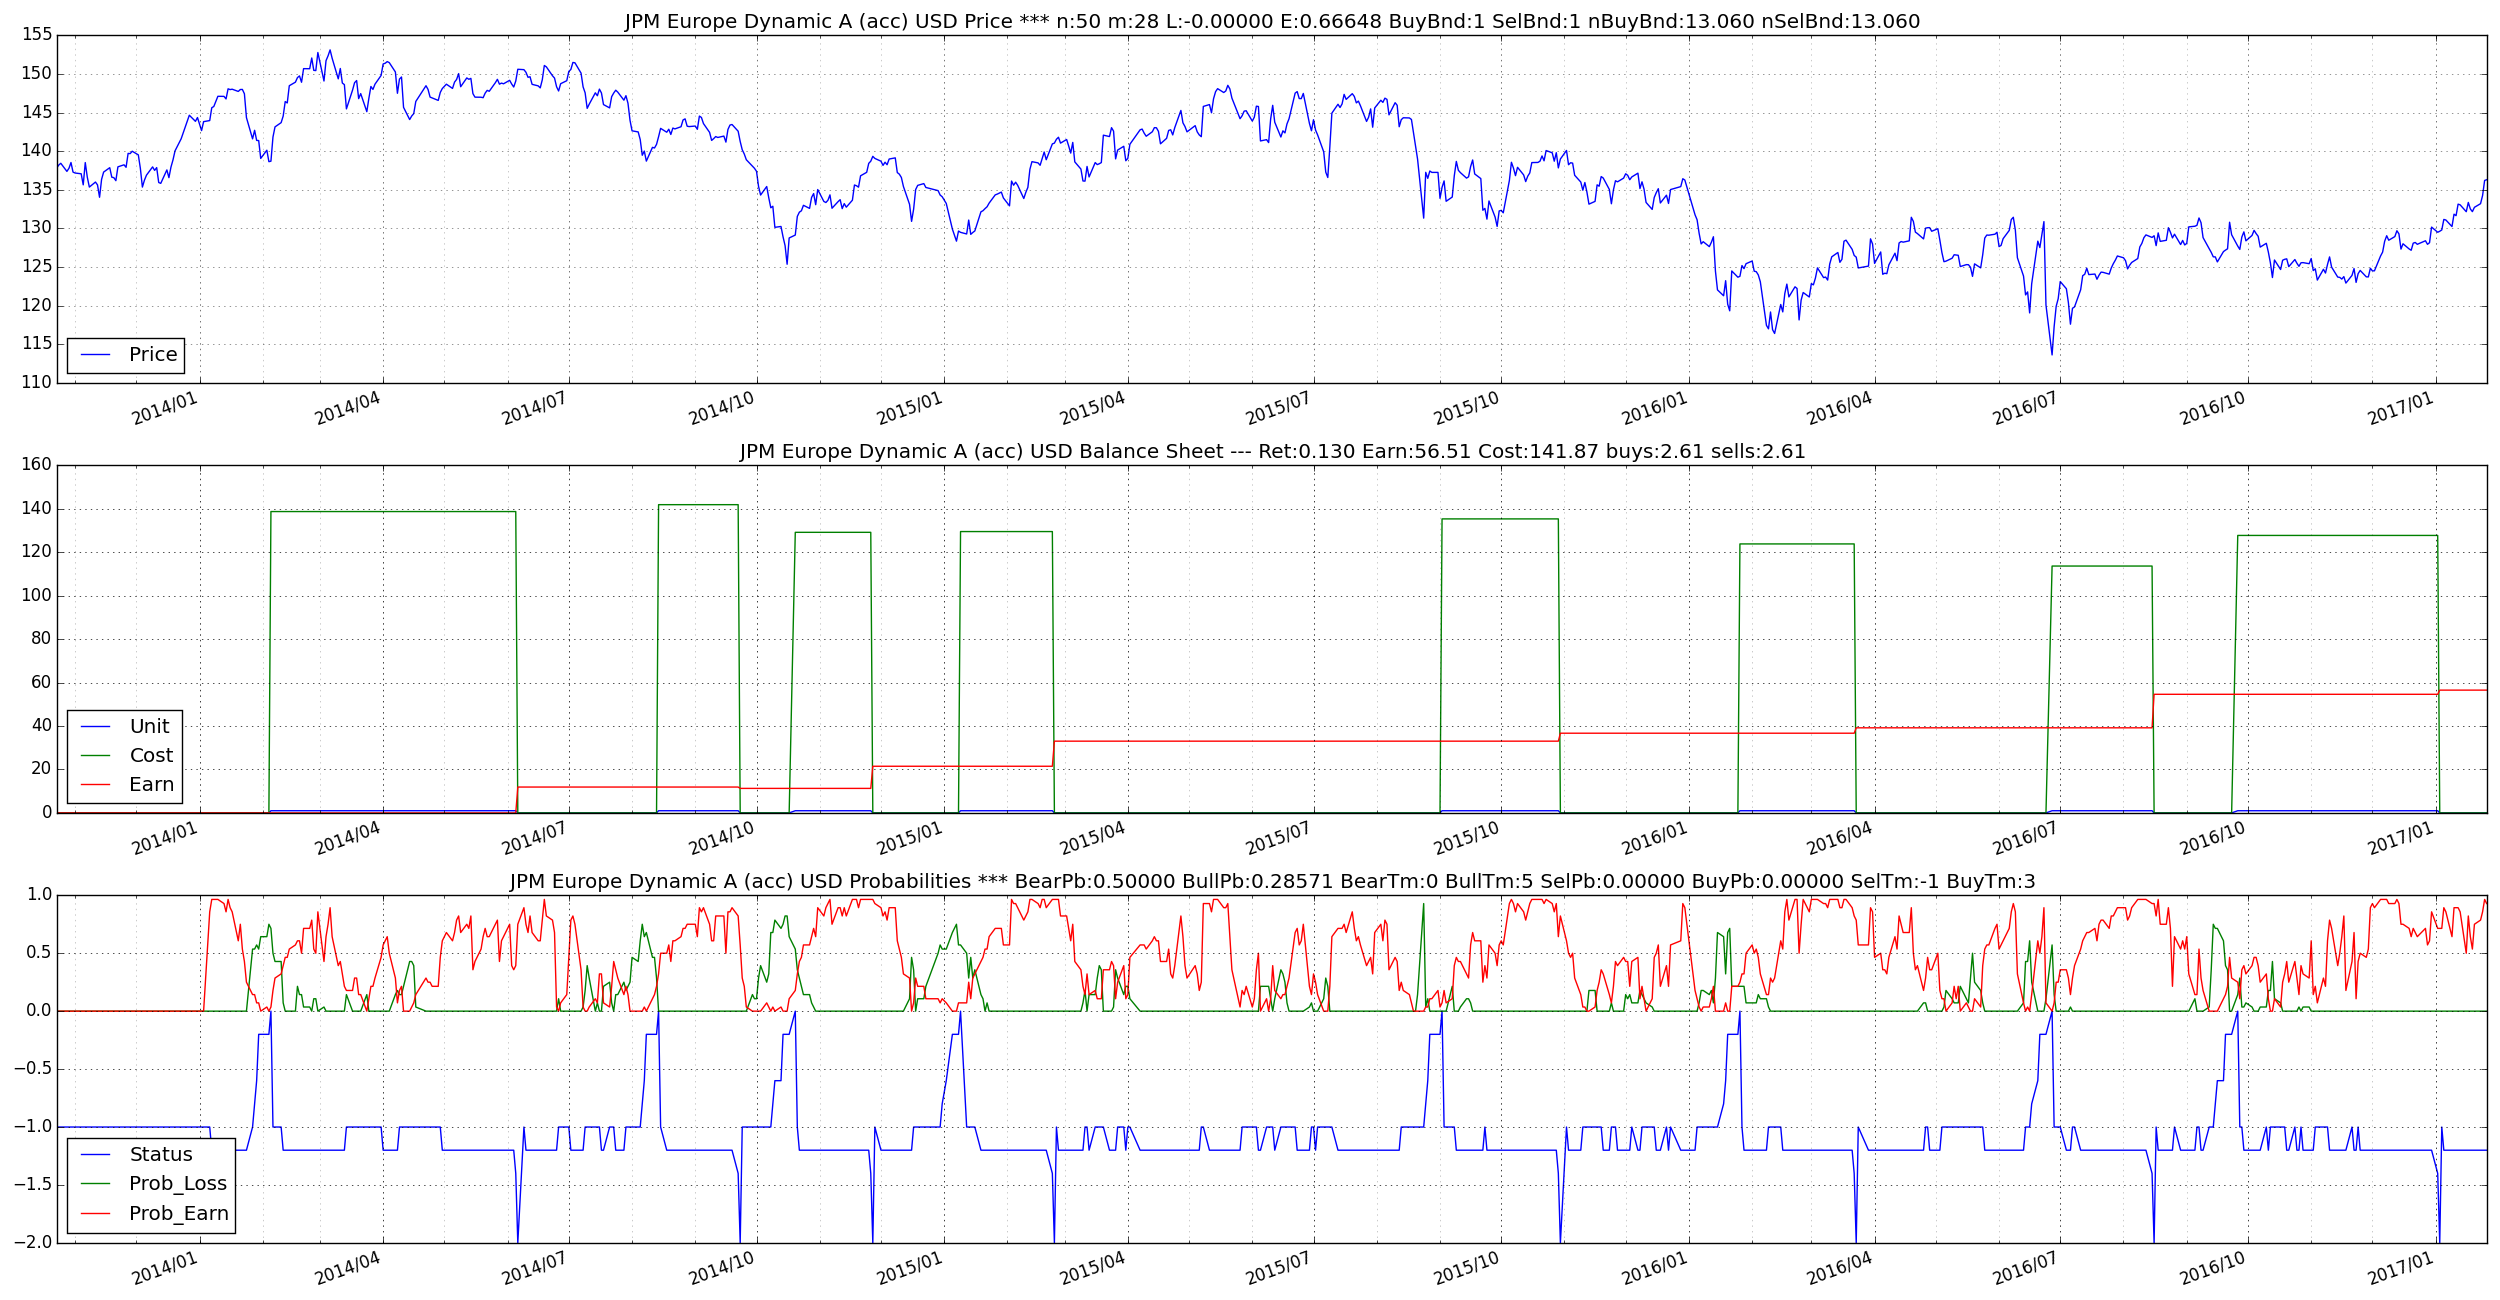 JPM Europe Dynamic A (acc) USD Price *** n:50 m:28 L:-0.00000 E:0.66648 BuyBnd:1 SelBnd:1 nBuyBnd:13.060 nSelBnd:13.060
155
150
145
140
135
130
125
120
115
110
Price
2014/01 2014/04 2014/07 2014/10 2015/01 2015/04 2015/07 2015/10 2016/01 2016/04 2016/07 2016/10 2017/01
JPM Europe Dynamic A (acc) USD Balance Sheet --- Ret:0.130 Earn:56.51 Cost:141.87 buys:2.61 sells:2.61
160
140
120
100
80
60
40
20
0
Unit
Cost
Earn
2014/01 2014/04 2014/07 2014/10 2015/01 2015/04 2015/07 2015/10 2016/01 2016/04 2016/07 2016/10 2017/01
JPM Europe Dynamic A (acc) USD Probabilities *** BearPb:0.50000 BullPb:0.28571 BearTm:0 BullTm:5 SelPb:0.00000 BuyPb:0.00000 SelTm:-1 BuyTm:3
1.0
0.5
0.0
−0.5
−1.0
−1.5
−2.0
Status
Prob_Loss
Prob_Earn
2014/01 2014/04 2014/07 2014/10 2015/01 2015/04 2015/07 2015/10 2016/01 2016/04 2016/07 2016/10 2017/01